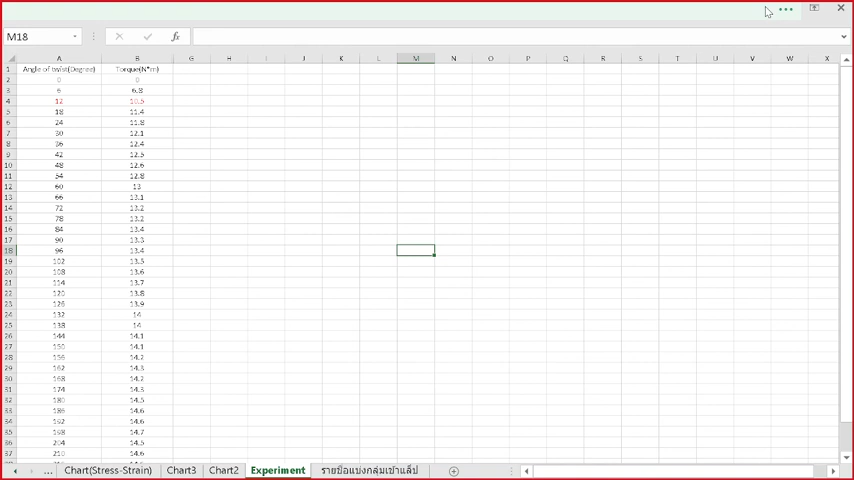 M18
fx
A B G H I J K L M N O P Q R S T U V W X
1 Angle of twist(Degree) Torque(N*m)
2 0 0
3 6 6.8
4 12 10.5
5 18 11.4
6 24 11.8
7 30 12.1
8 36 12.4
9 42 12.5
10 48 12.6
11 54 12.8
12 60 13
13 66 13.1
14 72 13.2
15 78 13.2
16 84 13.4
17 90 13.3
18 96 13.4
19 102 13.5
20 108 13.6
21 114 13.7
22 120 13.8
23 126 13.9
24 132 14
25 138 14
26 144 14.1
27 150 14.1
28 156 14.2
29 162 14.3
30 168 14.2
31 174 14.3
32 180 14.5
33 186 14.6
34 192 14.6
35 198 14.7
36 204 14.5
37 210 14.6
... Chart(Stress-Strain) Chart3 Chart2 Experiment รายชื่อแบ่งกลุ่มเข้าแล็ป